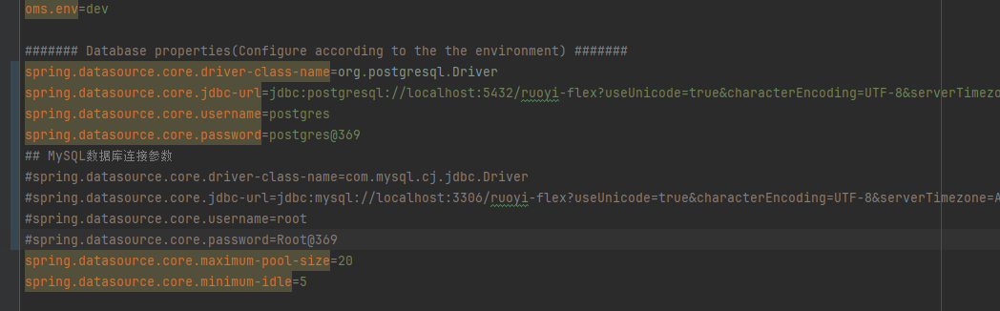 oms.env=dev
####### Database properties(Configure according to the the environment) #######
spring.datasource.core.driver-class-name=org.postgresql.Driver
spring.datasource.core.jdbc-url=jdbc:postgresql://localhost:5432/ruoyi-flex?useUnicode=true&characterEncoding=UTF-8&serverTimezo
spring.datasource.core.username=postgres
spring.datasource.core.password=postgres@369
## MySQL数据库连接参数
#spring.datasource.core.driver-class-name=com.mysql.cj.jdbc.Driver
#spring.datasource.core.jdbc-url=jdbc:mysql://localhost:3306/ruoyi-flex?useUnicode=true&characterEncoding=UTF-8&serverTimezone=A
#spring.datasource.core.username=root
#spring.datasource.core.password=Root@369
spring.datasource.core.maximum-pool-size=20
spring.datasource.core.minimum-idle=5